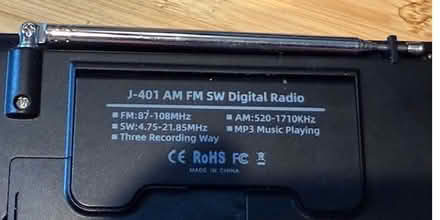 J-401 AM FM SW Digital Radio
■ FM:87-108MHz ■ AM:520-1710KHz
■ SW:4.75-21.85MHz ■ MP3 Music Playing
■ Three Recording Way
CE RoHS FC
MADE IN CHINA